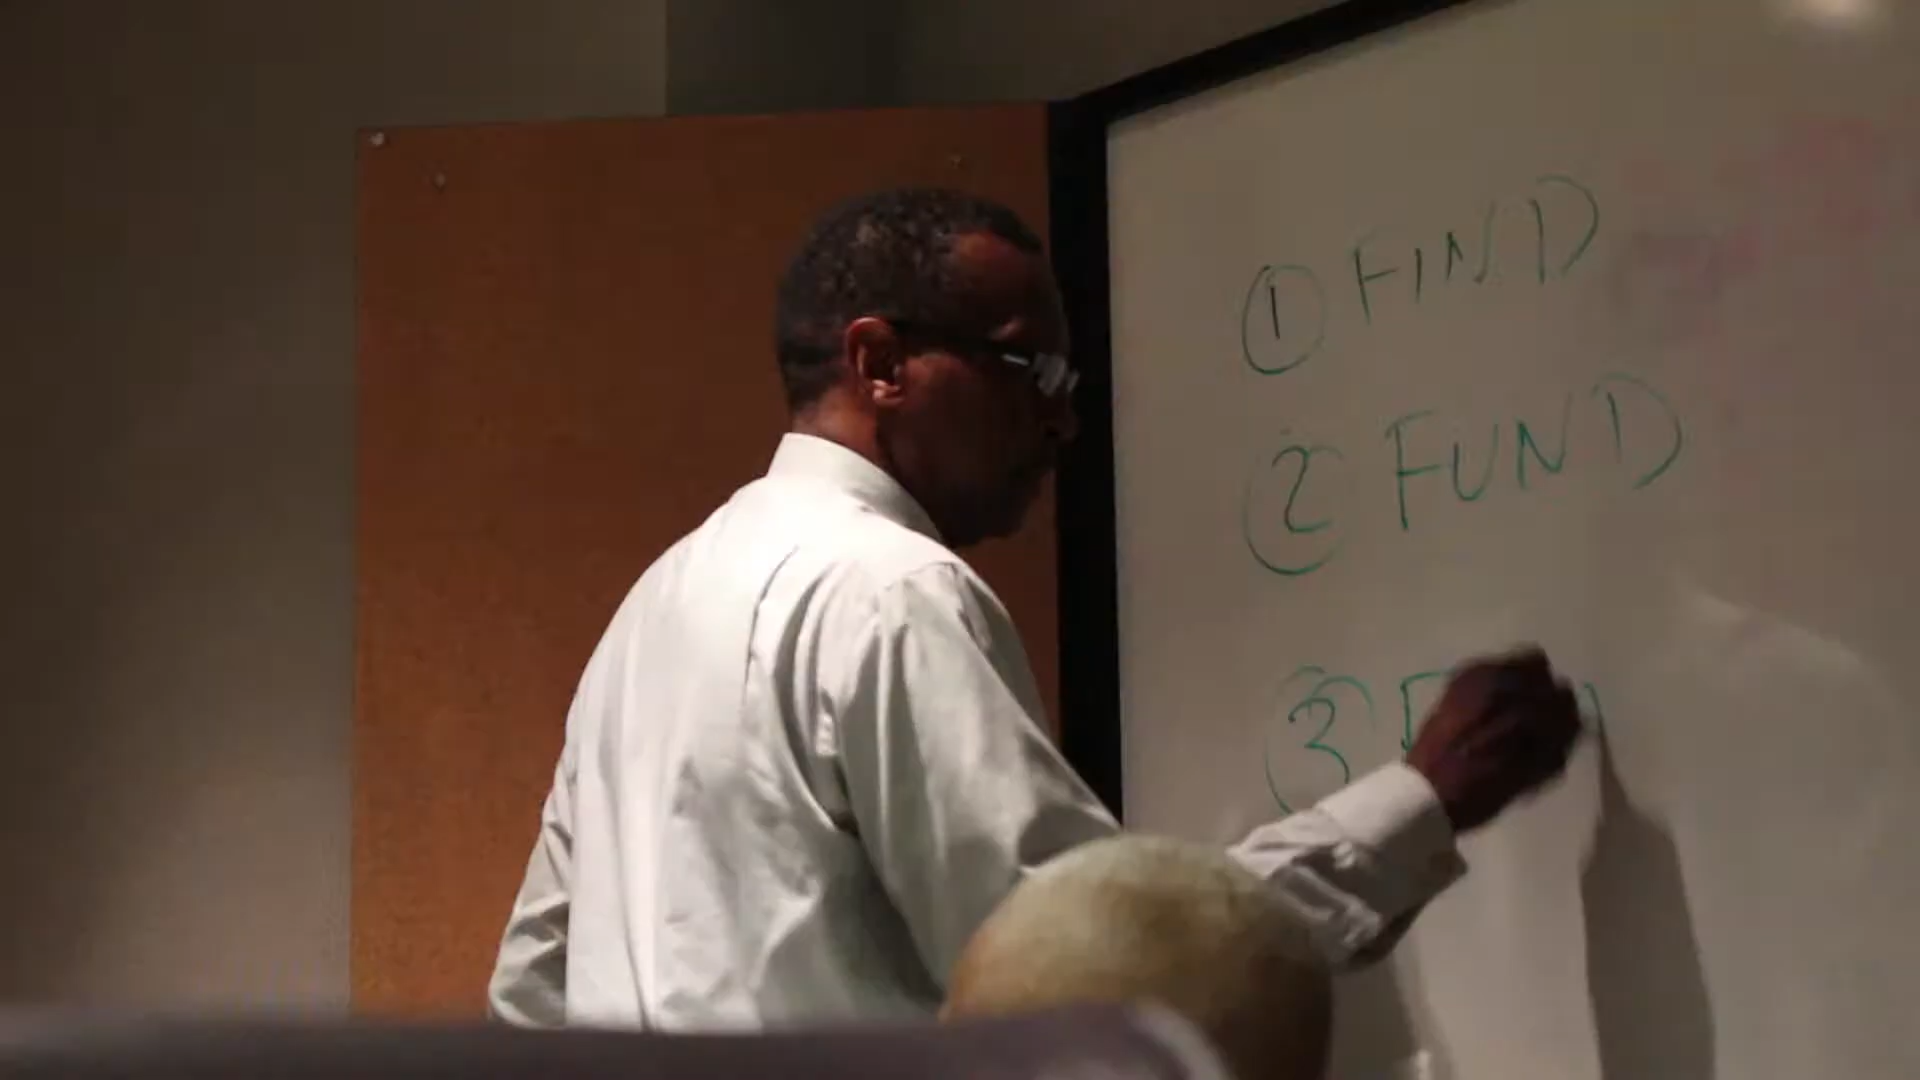 ① FIND
② FUND
③